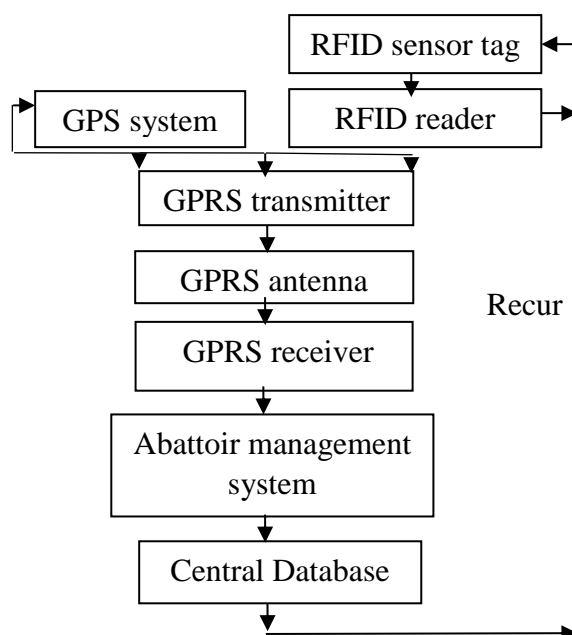 RFID sensor tag
GPS system
RFID reader
GPRS transmitter
GPRS antenna
Recur
GPRS receiver
Abattoir management
system
Central Database